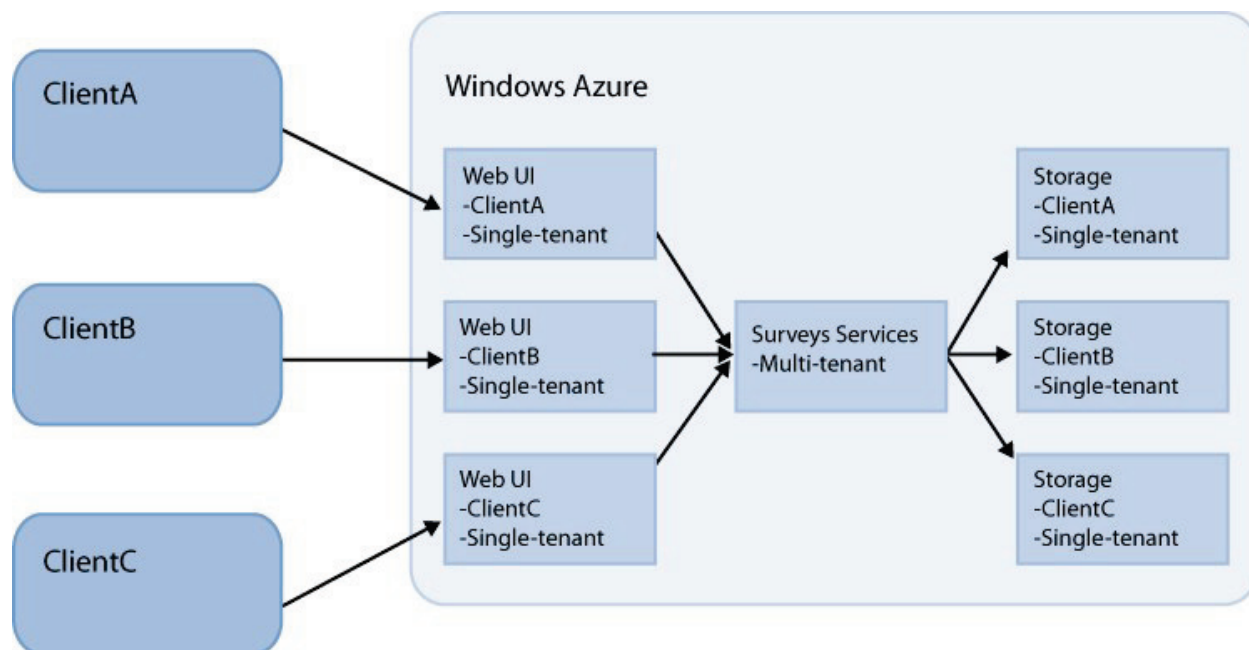 ClientA
ClientB
ClientC
Windows Azure
Web UI
-ClientA
-Single-tenant
Web UI
-ClientB
-Single-tenant
Web UI
-ClientC
-Single-tenant
Surveys Services
-Multi-tenant
Storage
-ClientA
-Single-tenant
Storage
-ClientB
-Single-tenant
Storage
-ClientC
-Single-tenant